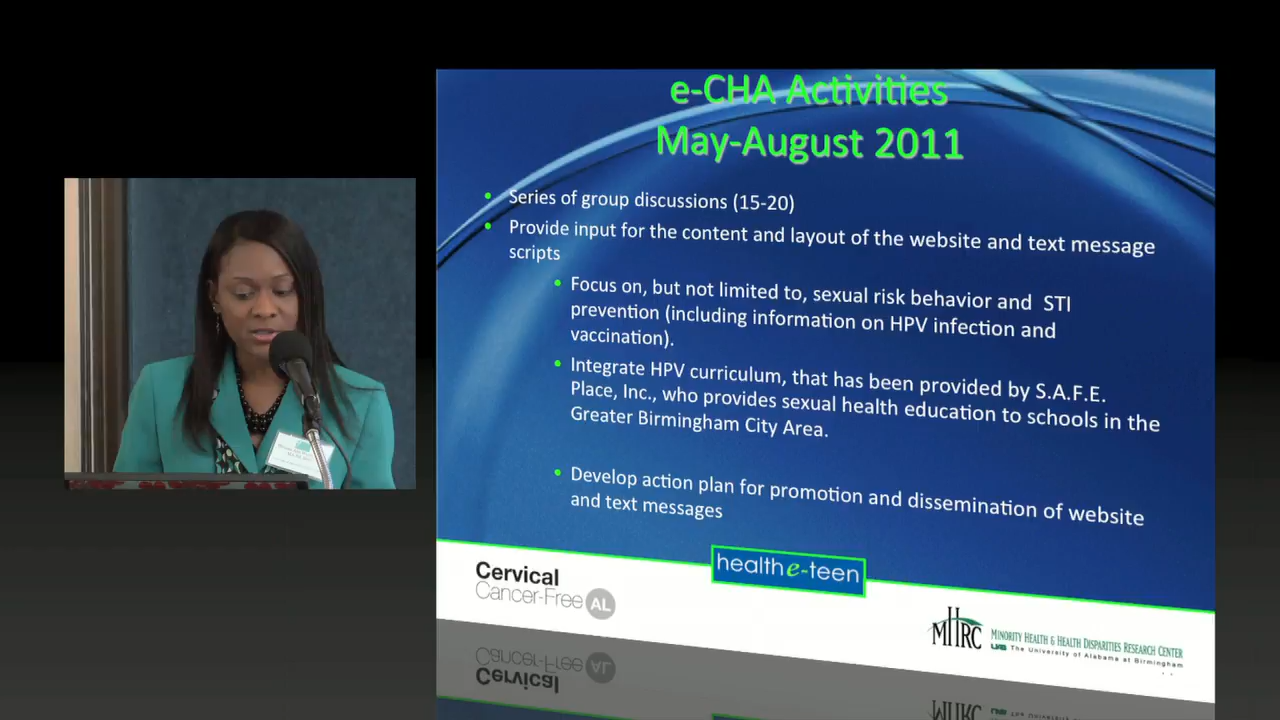 e-CHA Activities
May-August 2011
• Series of group discussions (15-20)
• Provide input for the content and layout of the website and text message
scripts
• Focus on, but not limited to, sexual risk behavior and STI
prevention (including information on HPV infection and
vaccination).
• Integrate HPV curriculum, that has been provided by S.A.F.E.
Place, Inc., who provides sexual health education to schools in the
Greater Birmingham City Area.
• Develop action plan for promotion and dissemination of website
and text messages
healthe-teen
Cervical
Cancer-Free AL
MHRC MINORITY HEALTH & HEALTH DISPARITIES RESEARCH CENTER
UAB The University of Alabama at Birmingham